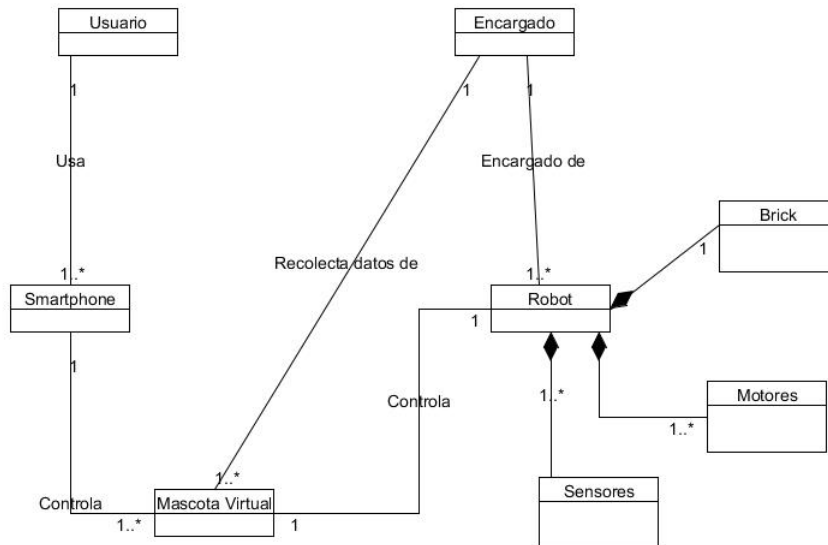 Usuario
Encargado
1
1
1
Usa
Encargado de
Brick
1
Recolecta datos de
1..*
1..*
Smartphone
Robot
1
1
Controla
Motores
1..*
1..*
1..*
Controla
Mascota Virtual
Sensores
1..*
1